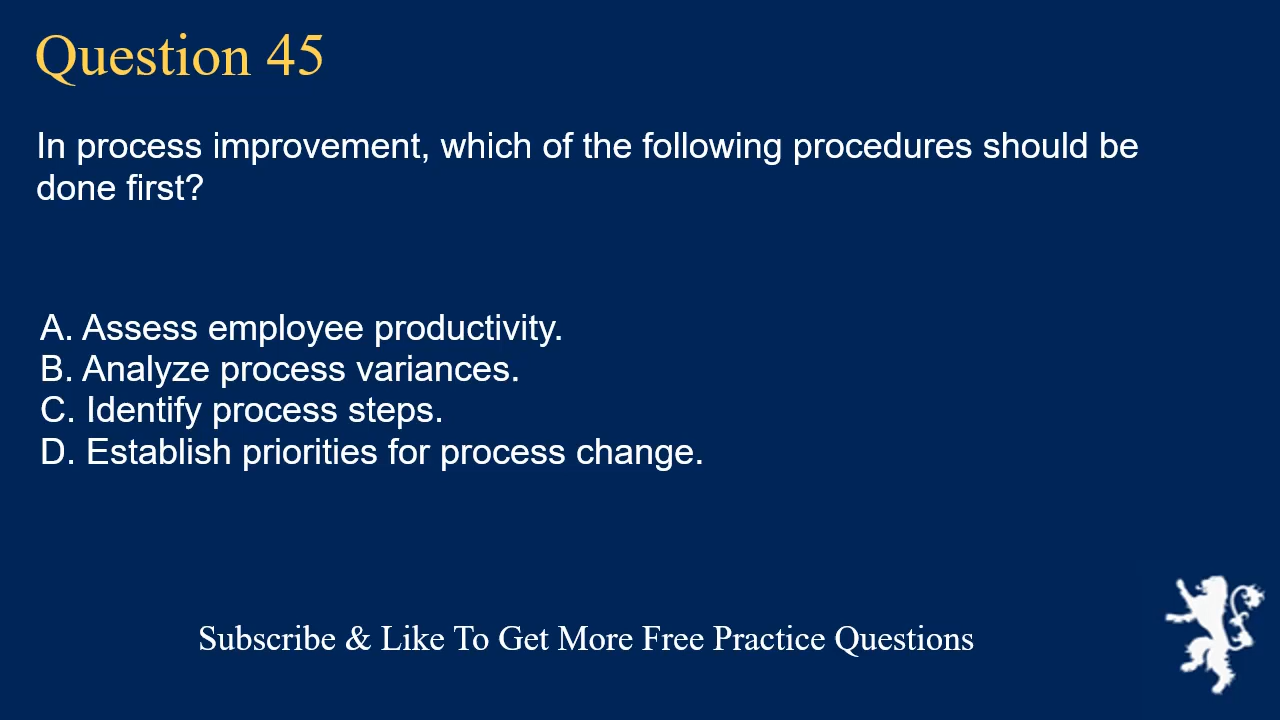 Question 45
In process improvement, which of the following procedures should be
done first?
A. Assess employee productivity.
B. Analyze process variances.
C. Identify process steps.
D. Establish priorities for process change.
Subscribe & Like To Get More Free Practice Questions